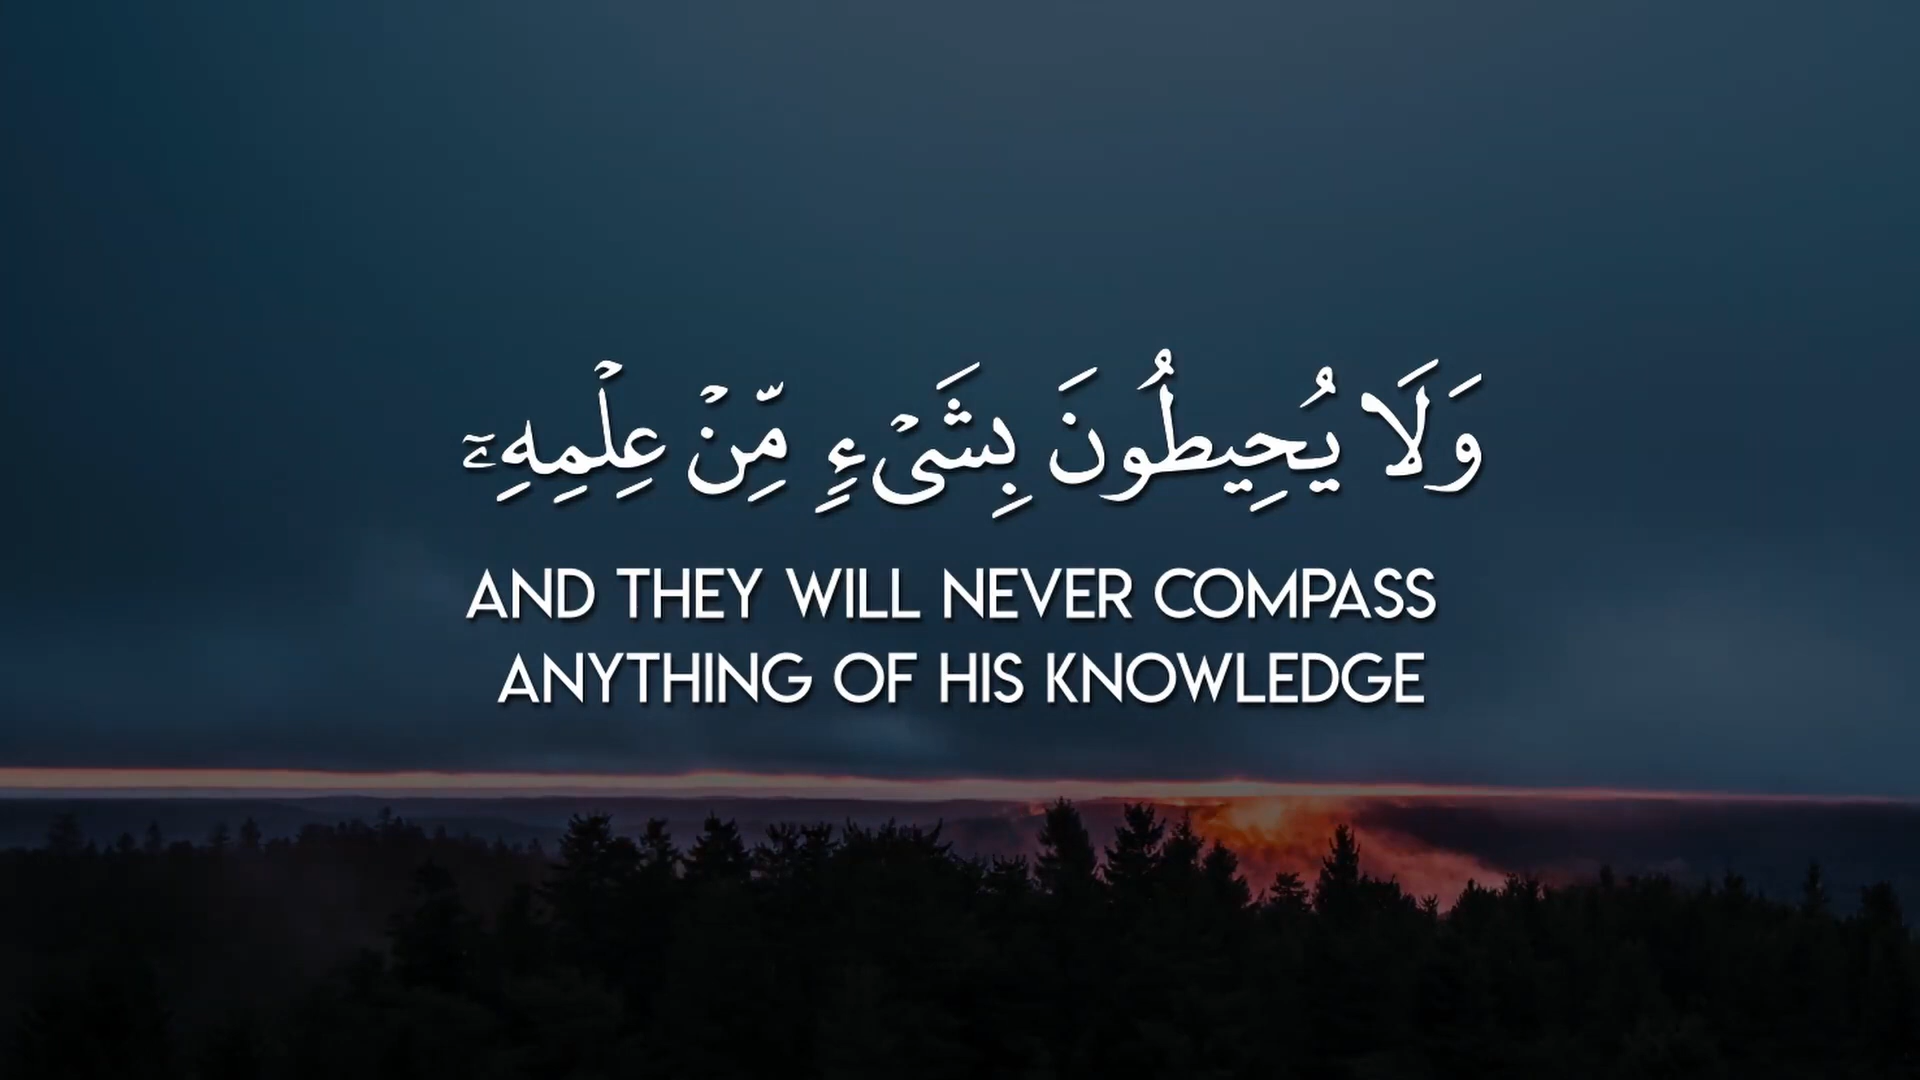 وَلَا يُحِيطُونَ بِشَىۡءٍ مِّنۡ عِلۡمِهِۦٓ
AND THEY WILL NEVER COMPASS
ANYTHING OF HIS KNOWLEDGE